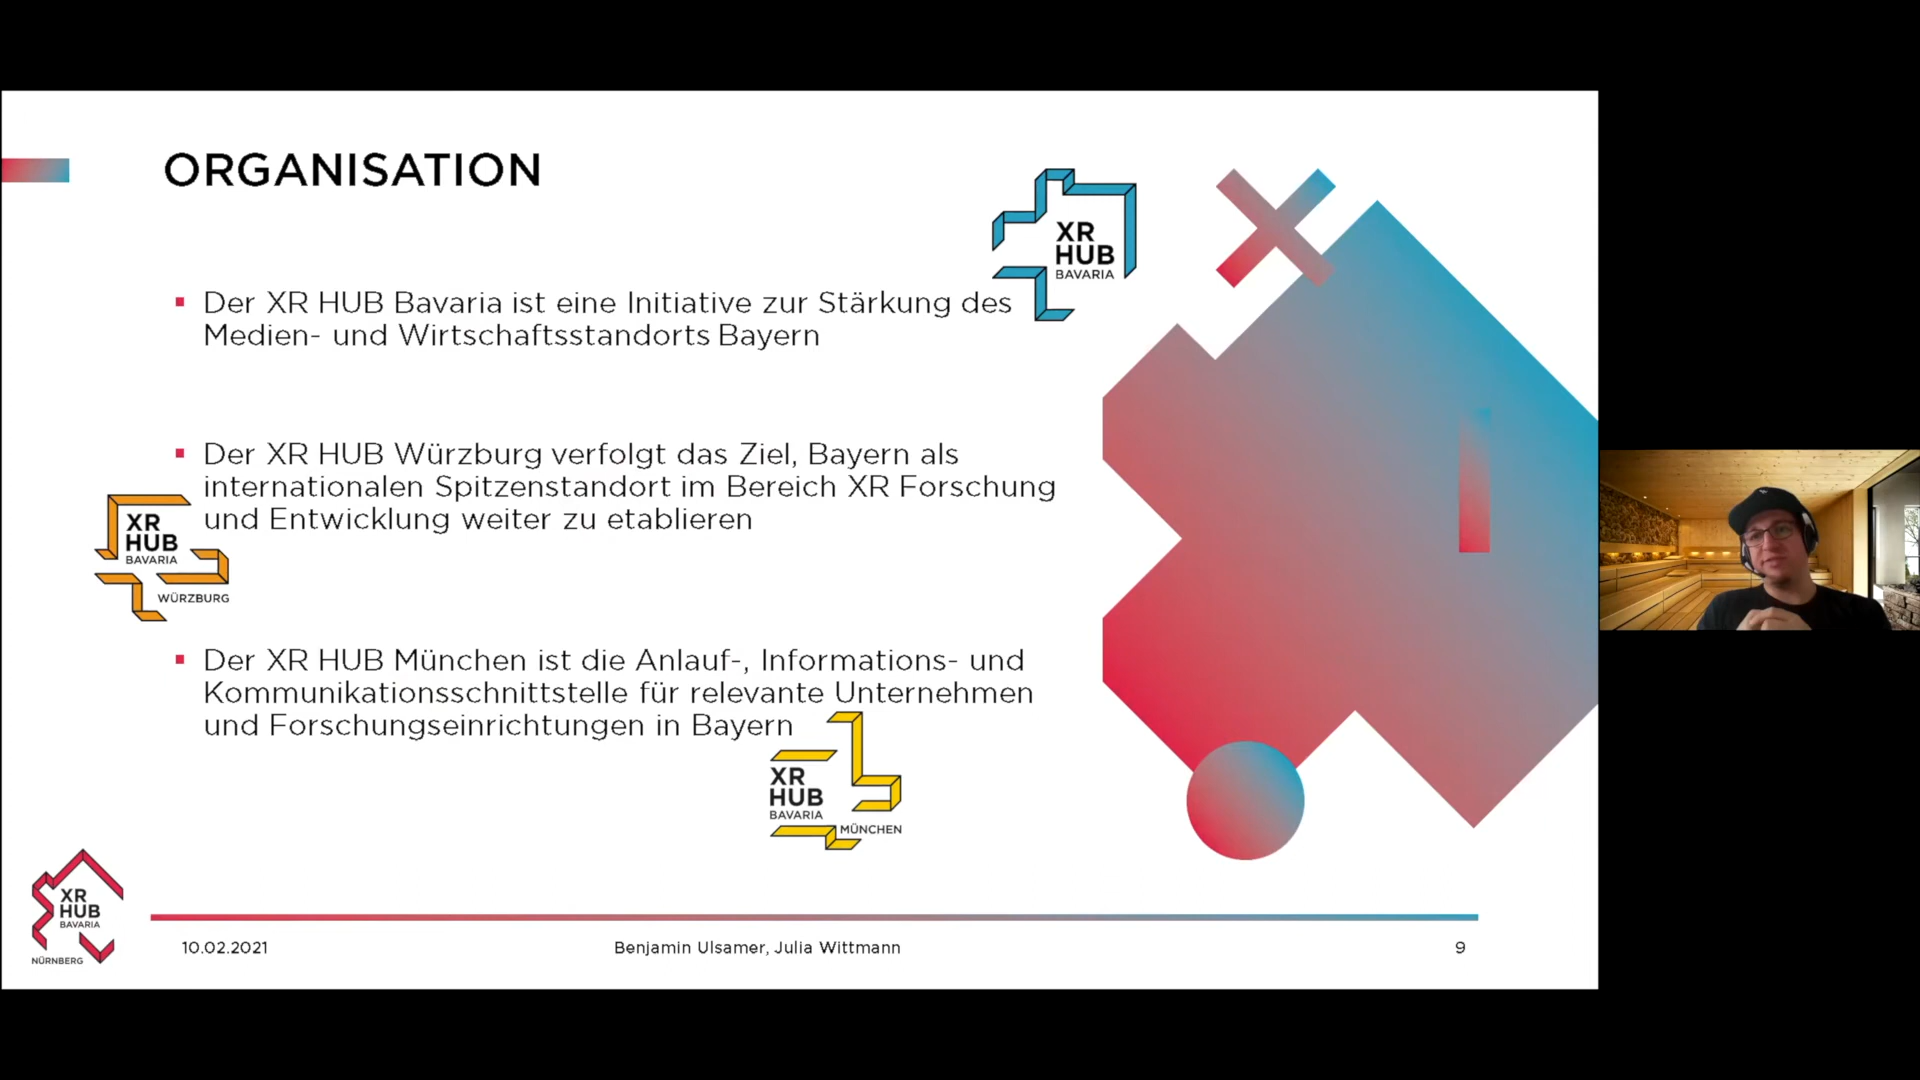 ORGANISATION
XR
HUB
BAVARIA
Der XR HUB Bavaria ist eine Initiative zur Stärkung des
Medien- und Wirtschaftsstandorts Bayern
Der XR HUB Würzburg verfolgt das Ziel, Bayern als
internationalen Spitzenstandort im Bereich XR Forschung
und Entwicklung weiter zu etablieren
XR
HUB
BAVARIA
WÜRZBURG
Der XR HUB München ist die Anlauf-, Informations- und
Kommunikationsschnittstelle für relevante Unternehmen
und Forschungseinrichtungen in Bayern
XR
HUB
BAVARIA
MÜNCHEN
XR
HUB
BAVARIA
NÜRNBERG
10.02.2021
Benjamin Ulsamer, Julia Wittmann
9